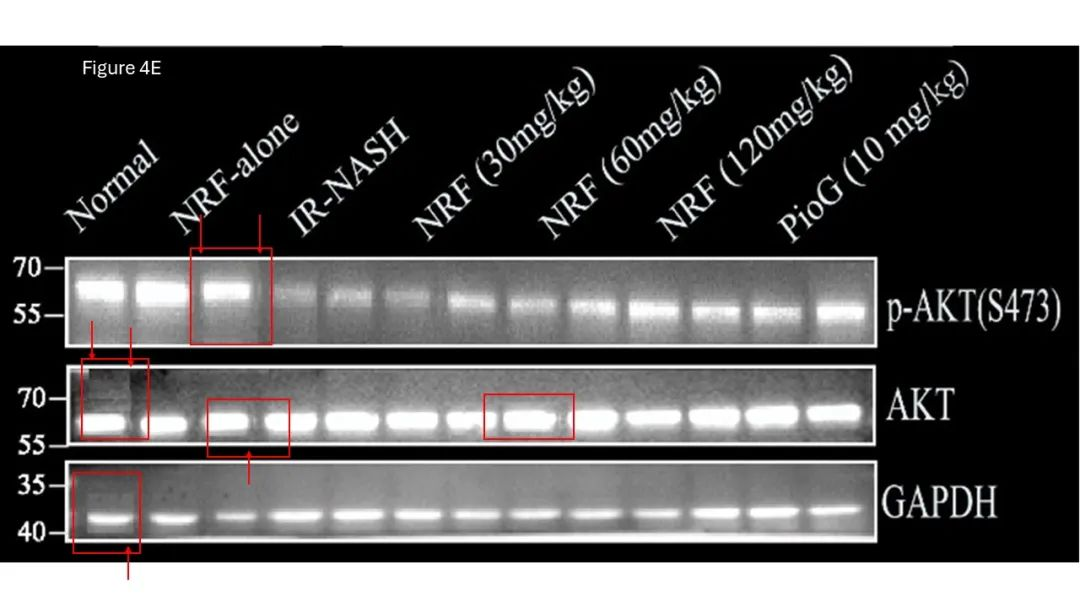 Figure 4E
Normal
NRF-alone
IR-NASH
NRF (30mg/kg)
NRF (60mg/kg)
NRF (120mg/kg)
PioG (10 mg/kg)
70
55
p-AKT(S473)
70
55
AKT
35
40
GAPDH